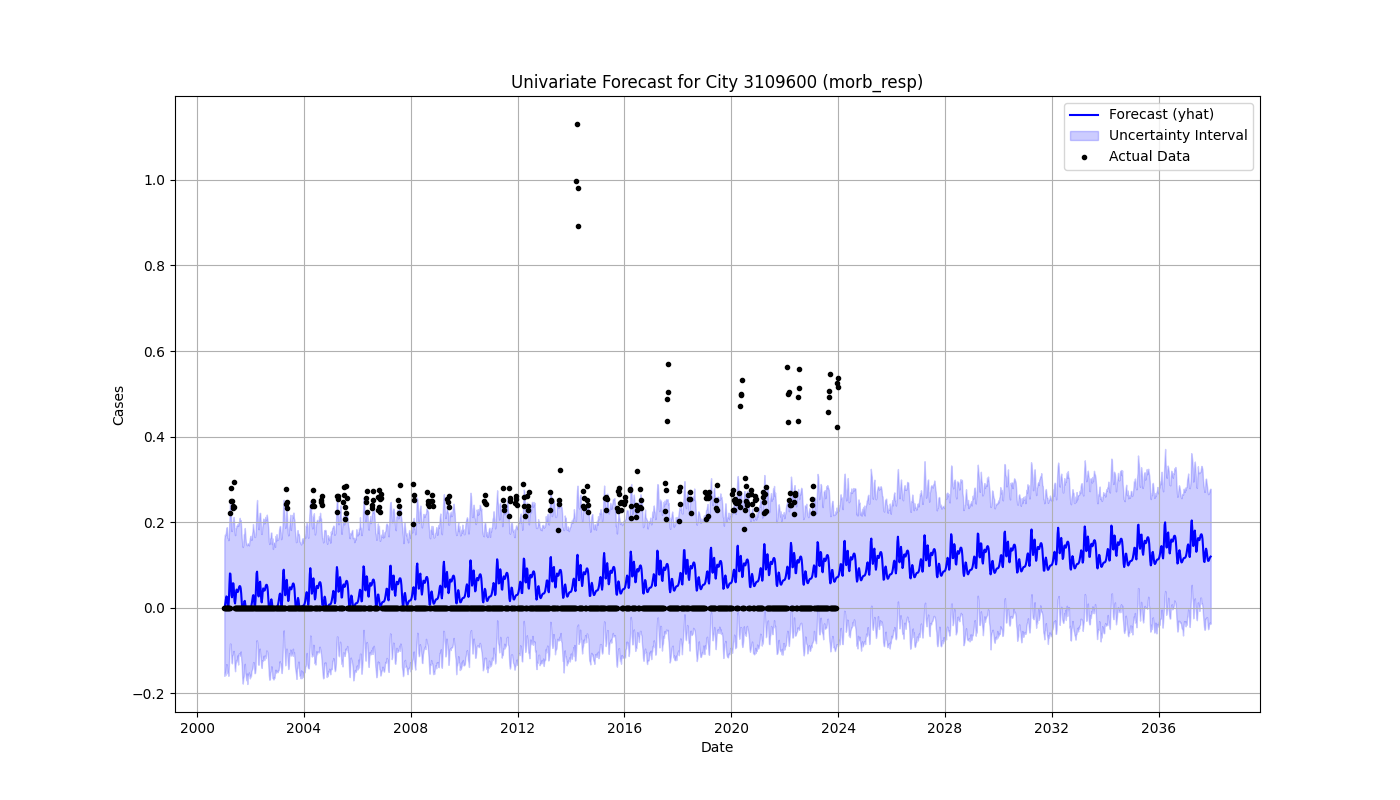 Univariate Forecast for City 3109600 (morb_resp)
Forecast (yhat)
Uncertainty Interval
Actual Data
Cases
1.0
0.8
0.6
0.4
0.2
0.0
−0.2
2000 2004 2008 2012 2016 2020 2024 2028 2032 2036
Date